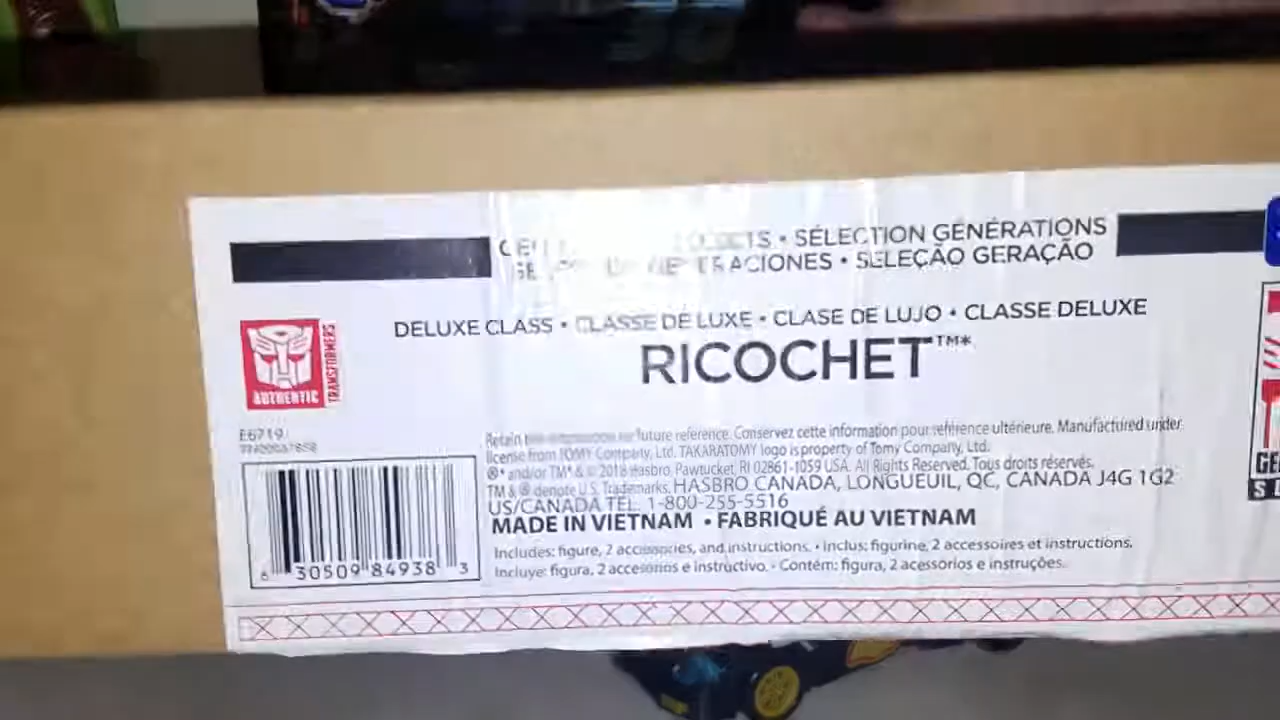 SÉLECTION GÉNÉRATIONS
SELEÇÃO GERAÇÃO
DELUXE CLASS • CLASSE DE LUXE • CLASE DE LUJO • CLASSE DELUXE
RICOCHET™*
AUTHENTIC
TRANSFORMERS
E6719
Retain future reference. Conservez cette information pour référence ultérieure. Manufactured under
license from TOMY Company, Ltd. TAKARATOMY logo is property of Tomy Company, Ltd.
®* and/or TM* & © 2018 Hasbro, Pawtucket, RI 02861-1059 USA. All Rights Reserved. Tous droits réservés.
TM & ® denote U.S. Trademarks. HASBRO CANADA, LONGUEUIL, QC, CANADA J4G 1G2
US/CANADA TEL. 1-800-255-5516
MADE IN VIETNAM • FABRIQUÉ AU VIETNAM
Includes: figure, 2 accessories, and instructions. • Inclus: figurine, 2 accessoires et instructions.
Incluye: figura, 2 accesorios e instructivo. • Contém: figura, 2 acessórios e instruções.
6 30509 84938 3